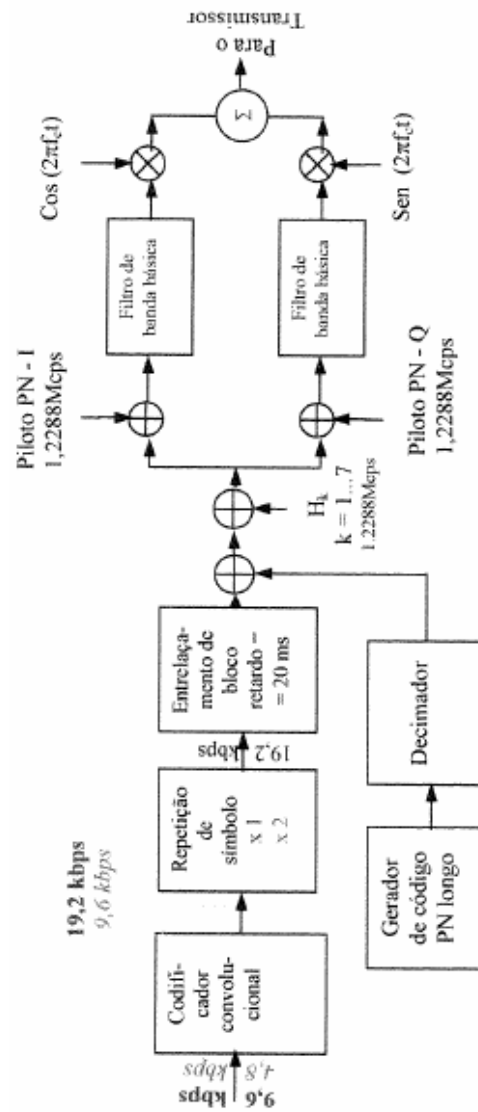 9,6
kbps
4,8
kbps
Codifi-
cador
convolu-
cional
19,2 kbps
9,6 kbps
Repetição
de
símbolo
x 1
x 2
19,2
kbps
Entrelaça-
mento de
bloco
retardo –
= 20 ms
Gerador
de código
PN longo
Decimador
H_k
k = 1... 7
1.2288Mcps
Piloto PN - I
1,2288Mcps
Piloto PN - Q
1,2288Mcps
Filtro de
banda básica
Filtro de
banda básica
Cos (2πf_ct)
Sen (2πf_ct)
Σ
Para o
Transmissor